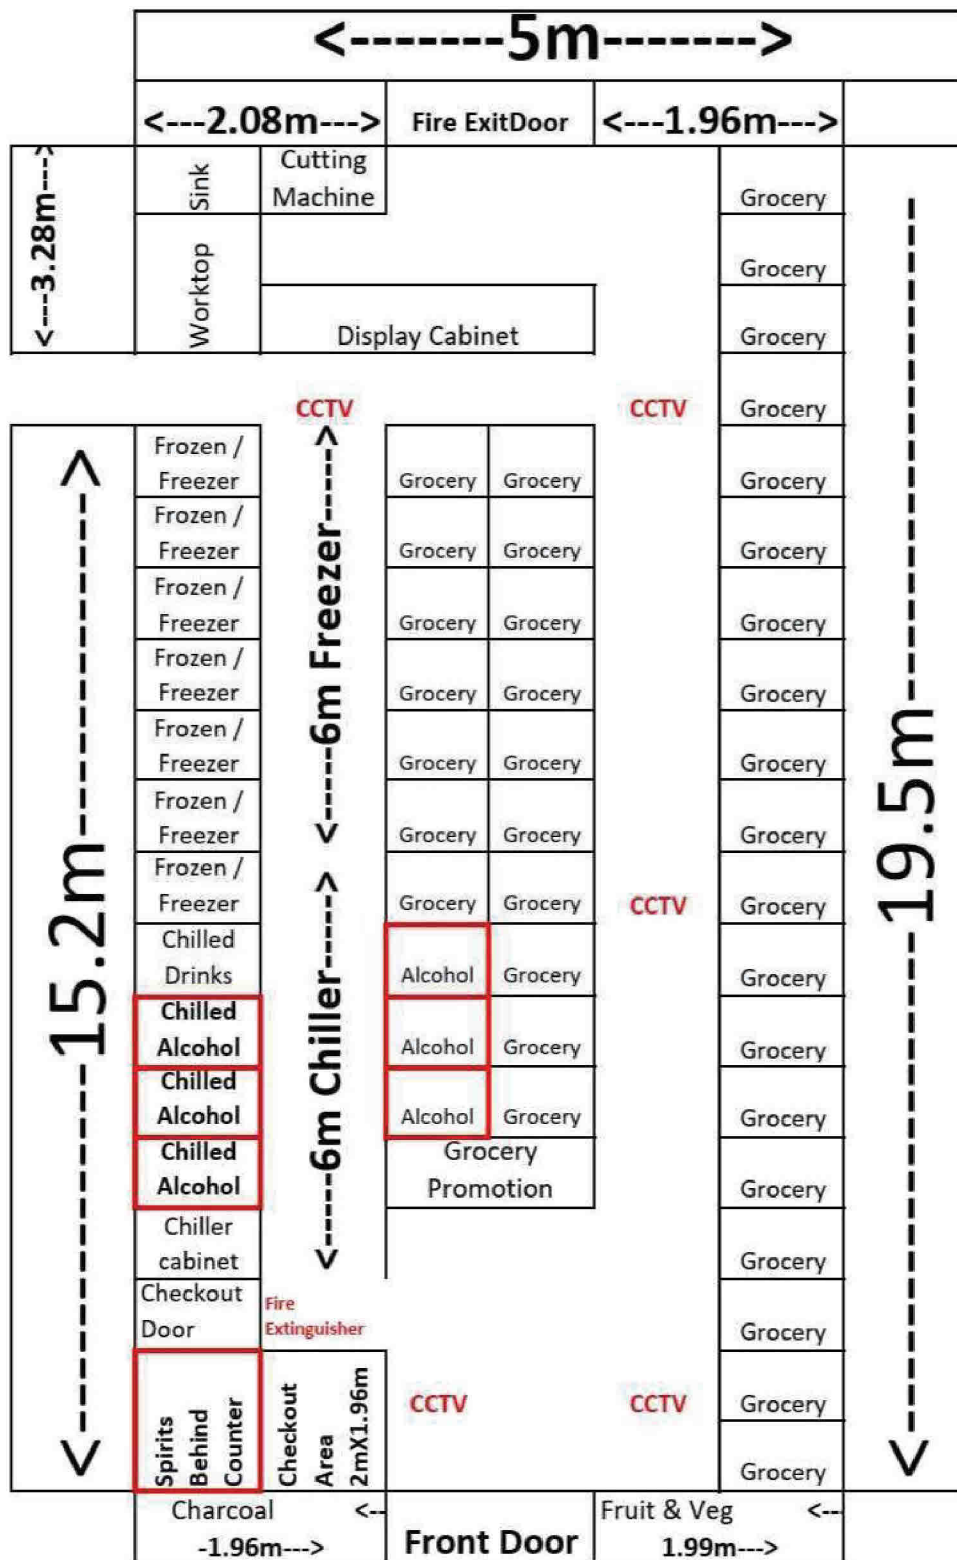 <-------5m------->
<---2.08m---> Fire ExitDoor <---1.96m--->
<---3.28m--->
Sink
Cutting
Machine
Grocery
Worktop
Grocery
Display Cabinet
Grocery
CCTV
CCTV
Grocery
<------15.2m------>
<-----6m Freezer----->
<-------19.5m------->
Frozen /
Freezer
Grocery Grocery Grocery
Frozen /
Freezer
Grocery Grocery Grocery
Frozen /
Freezer
Grocery Grocery Grocery
Frozen /
Freezer
Grocery Grocery Grocery
Frozen /
Freezer
Grocery Grocery Grocery
Frozen /
Freezer
Grocery Grocery Grocery
Frozen /
Freezer
Grocery Grocery CCTV Grocery
<-----6m Chiller----->
Chilled
Drinks
Alcohol Grocery Grocery
Chilled
Alcohol
Alcohol Grocery Grocery
Chilled
Alcohol
Alcohol Grocery Grocery
Chilled
Alcohol
Grocery
Promotion
Grocery
Chiller
cabinet
Grocery
Checkout
Door
Fire
Extinguisher
Grocery
Spirits
Behind
Counter
Checkout
Area
2mX1.96m
CCTV
CCTV
Grocery
Grocery
Charcoal <--
-1.96m--->
Front Door
Fruit & Veg <--
1.99m--->